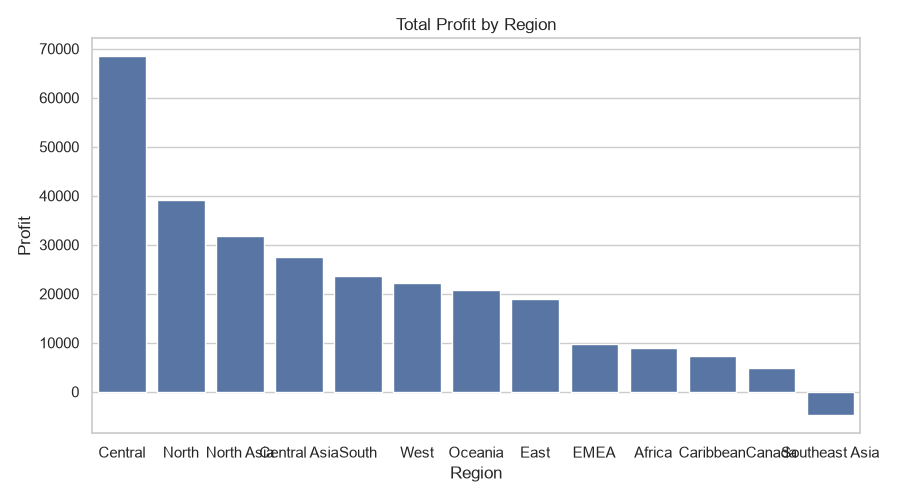 Total Profit by Region
70000
60000
50000
40000
30000
20000
10000
0
Profit
Central North North Asia Central Asia South West Oceania East EMEA Africa Caribbean Canada Southeast Asia
Region